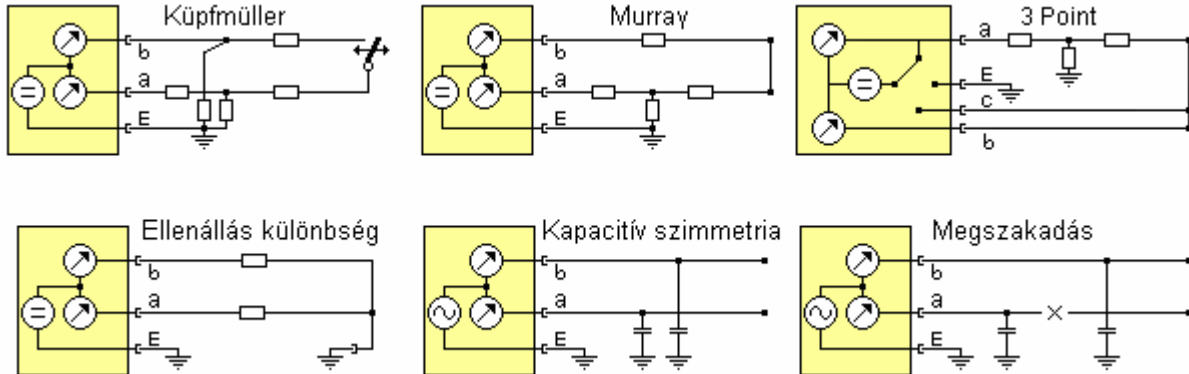 Küpfmüller
b
a
E
Murray
b
a
E
3 Point
a
E
c
b
Ellenállás különbség
b
a
E
Kapacitív szimmetria
b
a
E
Megszakadás
b
a
E